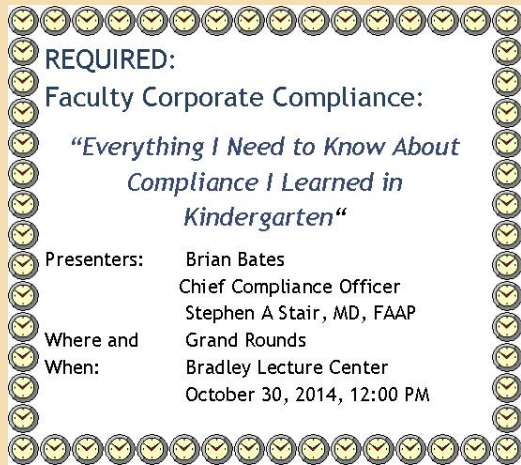 REQUIRED:
Faculty Corporate Compliance:
“Everything I Need to Know About
Compliance I Learned in
Kindergarten“
Presenters: Brian Bates
Chief Compliance Officer
Stephen A Stair, MD, FAAP
Where and Grand Rounds
When: Bradley Lecture Center
October 30, 2014, 12:00 PM